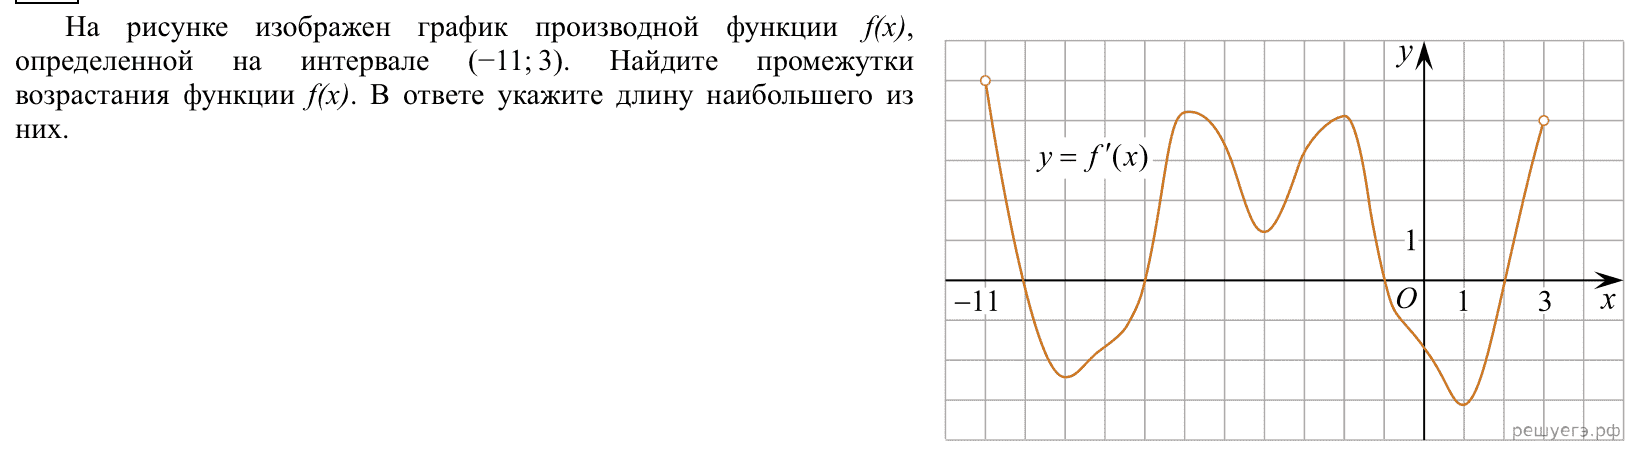 На рисунке изображен график производной функции f(x),
определенной на интервале (−11; 3). Найдите промежутки
возрастания функции f(x). В ответе укажите длину наибольшего из
них.
y
y = f′(x)
1
−11
O
1
3
x
решуегэ.рф